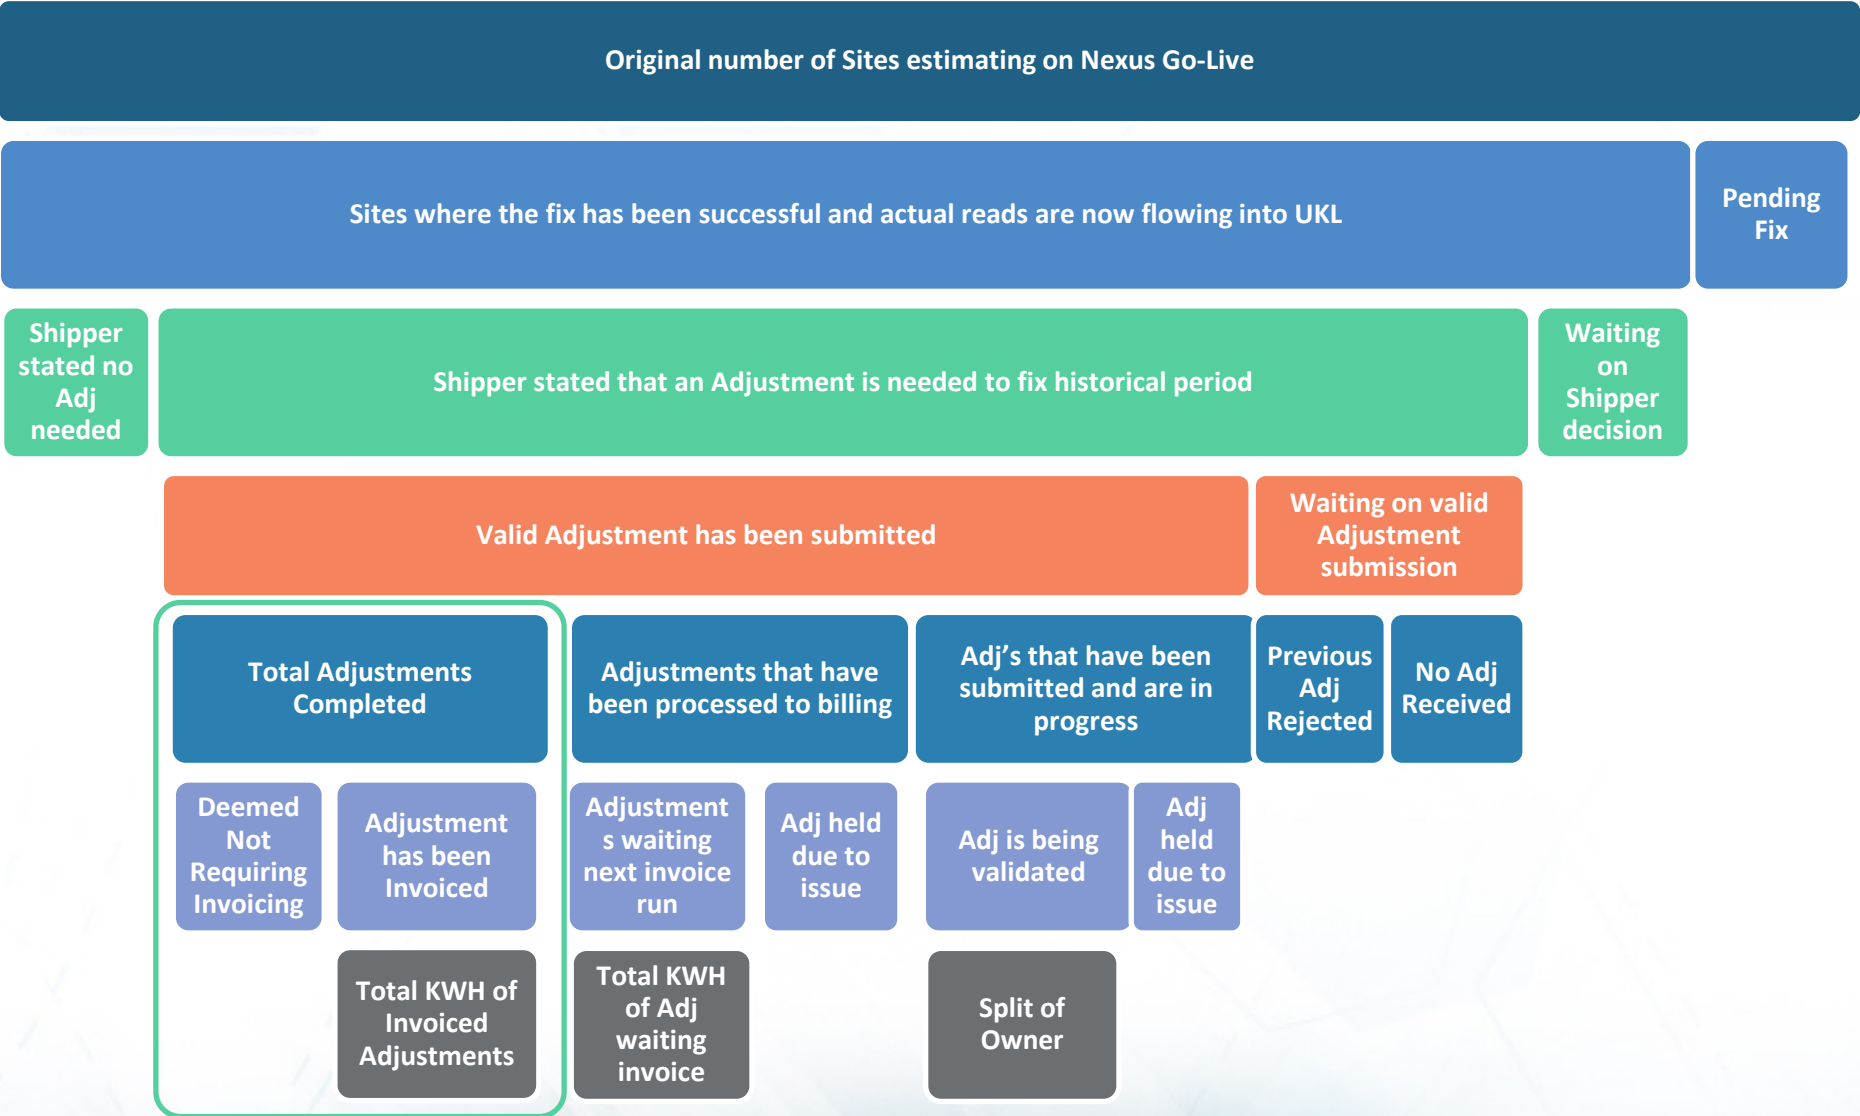 Original number of Sites estimating on Nexus Go-Live
Sites where the fix has been successful and actual reads are now flowing into UKL
Pending
Fix
Shipper
stated no
Adj
needed
Shipper stated that an Adjustment is needed to fix historical period
Waiting
on
Shipper
decision
Valid Adjustment has been submitted
Waiting on valid
Adjustment
submission
Total Adjustments
Completed
Adjustments that have
been processed to billing
Adj’s that have been
submitted and are in
progress
Previous
Adj
Rejected
No Adj
Received
Deemed
Not
Requiring
Invoicing
Adjustment
has been
Invoiced
Adjustment
s waiting
next invoice
run
Adj held
due to
issue
Adj is being
validated
Adj
held
due to
issue
Total KWH of
Invoiced
Adjustments
Total KWH
of Adj
waiting
invoice
Split of
Owner